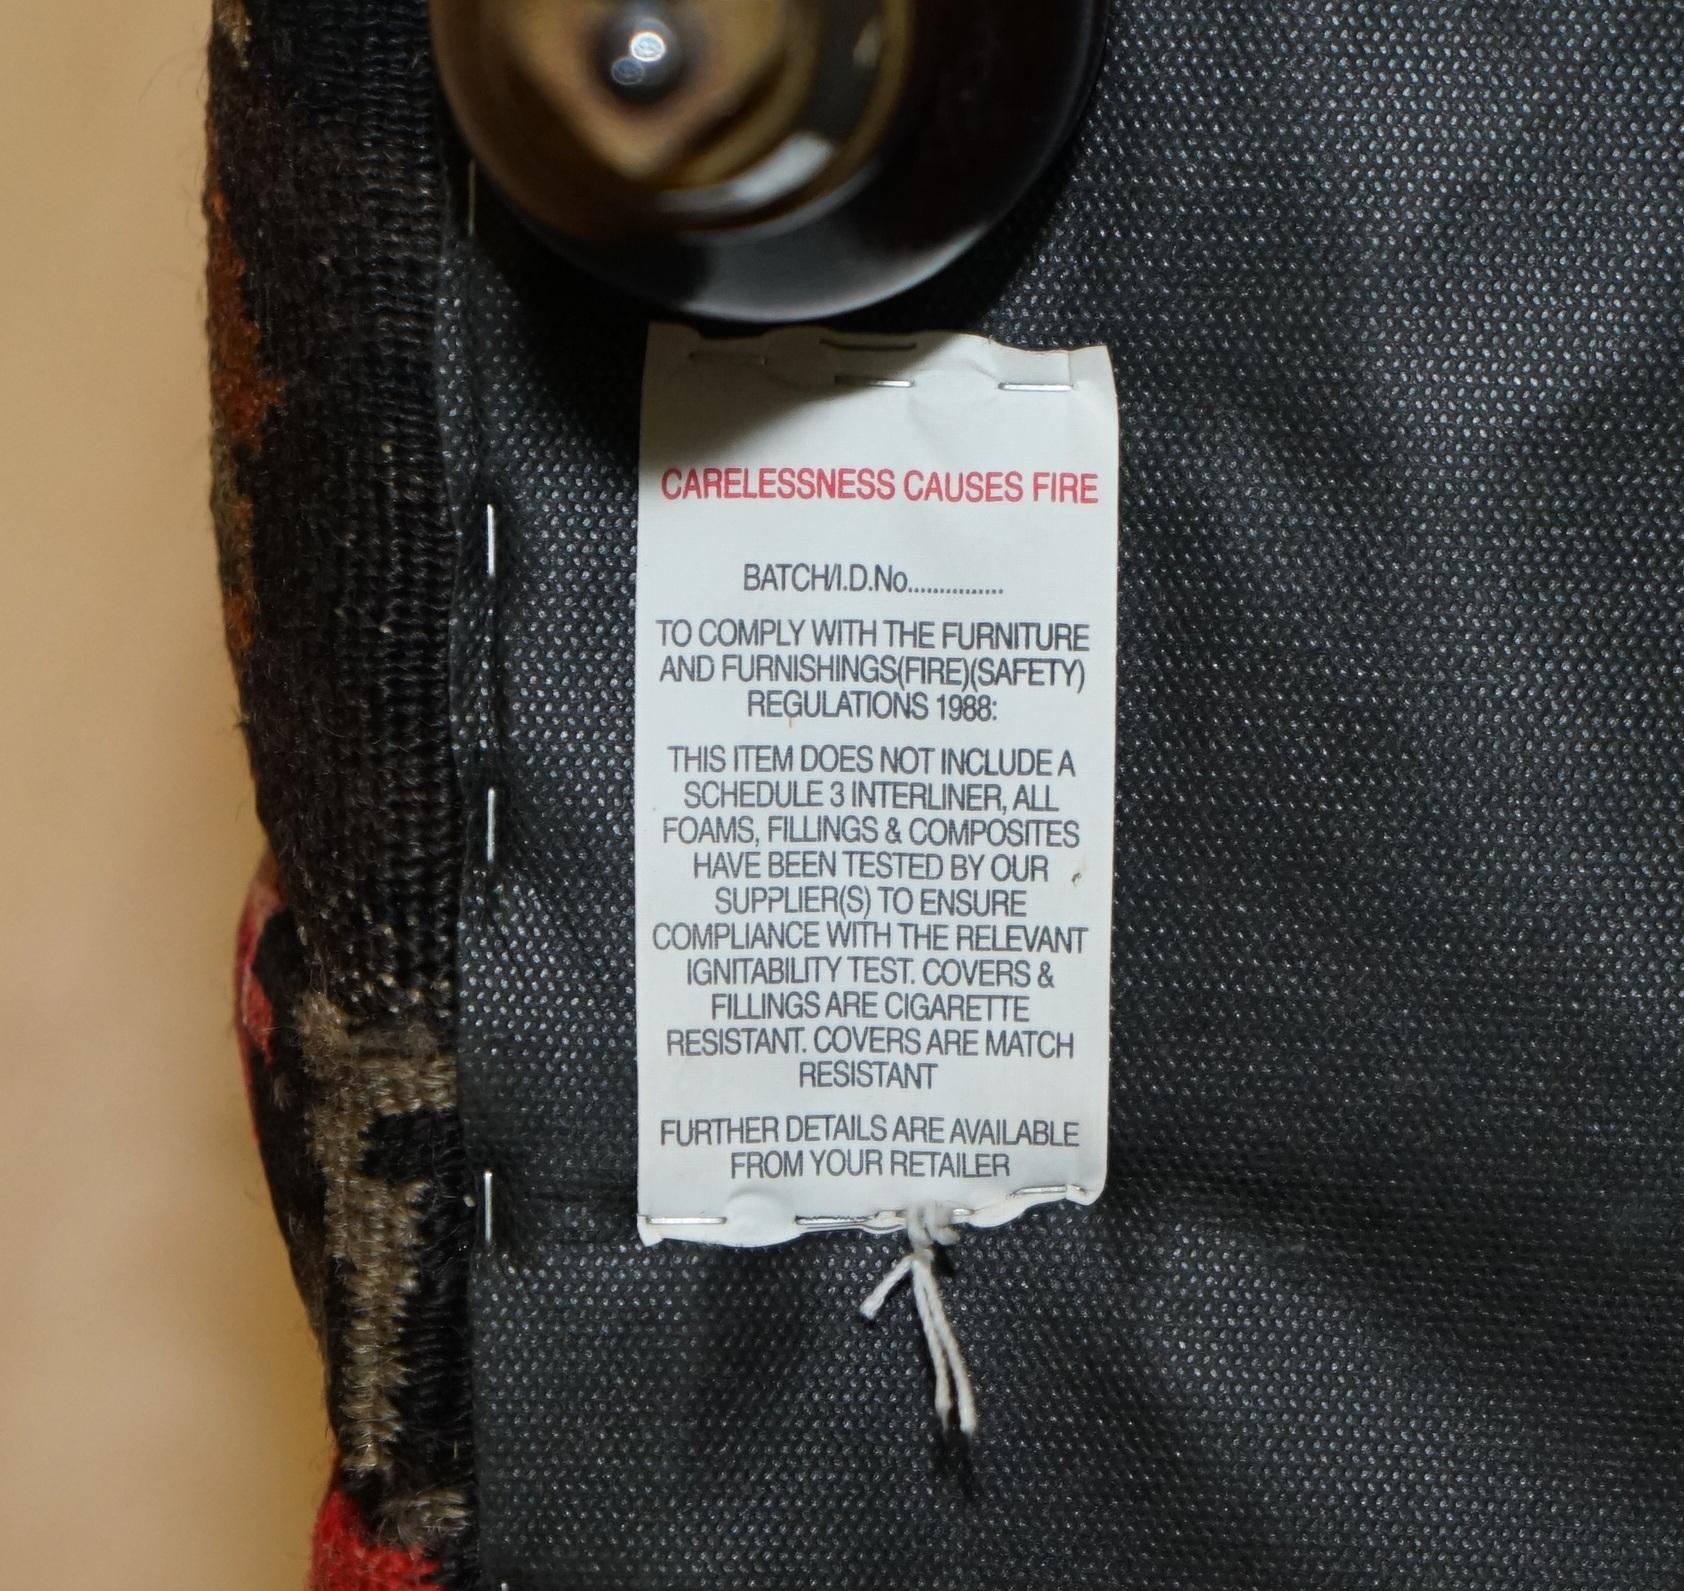 CARELESSNESS CAUSES FIRE
BATCH/I.D.No...............
TO COMPLY WITH THE FURNITURE
AND FURNISHINGS(FIRE)(SAFETY)
REGULATIONS 1988:
THIS ITEM DOES NOT INCLUDE A
SCHEDULE 3 INTERLINER, ALL
FOAMS, FILLINGS & COMPOSITES
HAVE BEEN TESTED BY OUR
SUPPLIER(S) TO ENSURE
COMPLIANCE WITH THE RELEVANT
IGNITABILITY TEST. COVERS &
FILLINGS ARE CIGARETTE
RESISTANT. COVERS ARE MATCH
RESISTANT
FURTHER DETAILS ARE AVAILABLE
FROM YOUR RETAILER